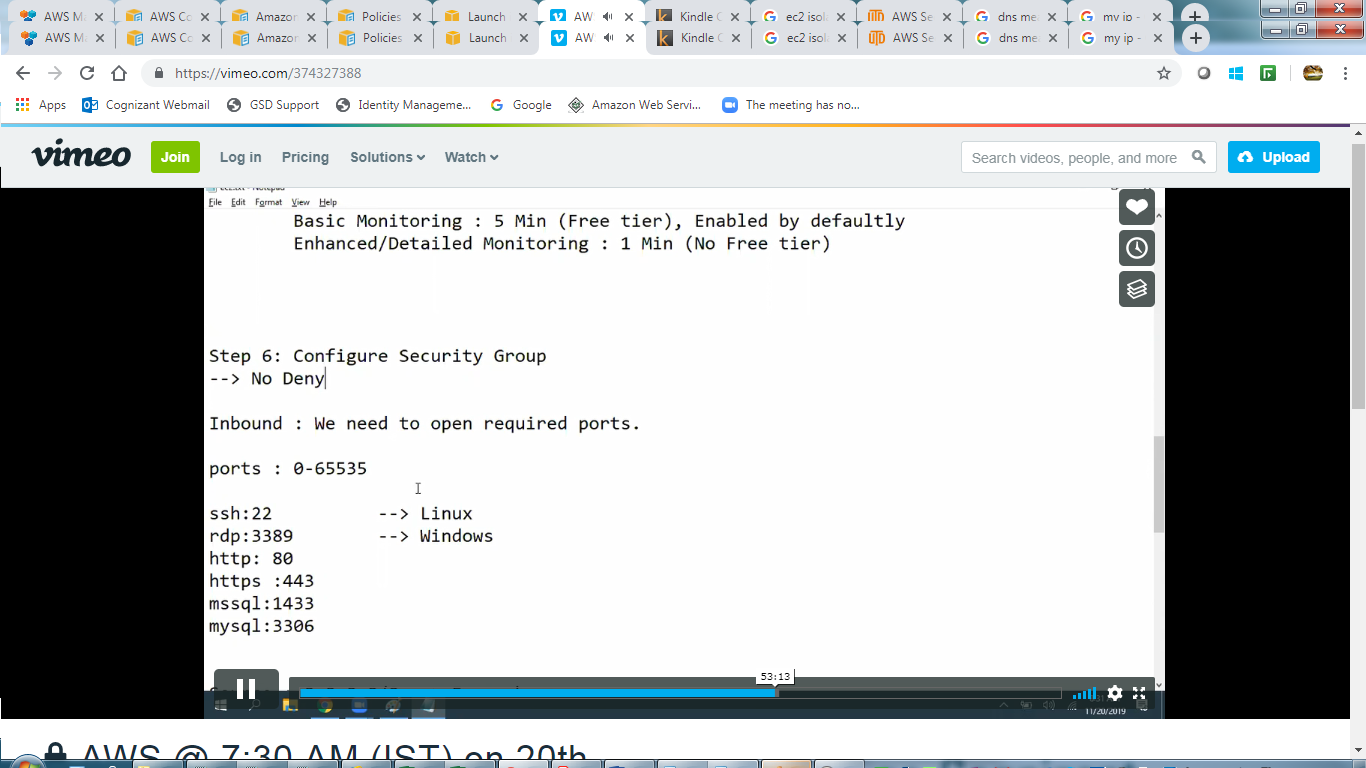 AWS Ma AWS Co Amazon Policies Launch AW Kindle C ec2 isol AWS Se dns me my ip -
AWS Ma AWS Co Amazon Policies Launch AW Kindle C ec2 isol AWS Se dns me my ip -
https://vimeo.com/374327388
Apps Cognizant Webmail GSD Support Identity Manageme... Google Amazon Web Servi... The meeting has no...
vimeo Join Log in Pricing Solutions Watch Search videos, people, and more Upload
File Edit Format View Help
Basic Monitoring : 5 Min (Free tier), Enabled by defaultly
Enhanced/Detailed Monitoring : 1 Min (No Free tier)
Step 6: Configure Security Group
--> No Deny
Inbound : We need to open required ports.
ports : 0-65535
ssh:22 --> Linux
rdp:3389 --> Windows
http: 80
https :443
mssql:1433
mysql:3306
53:13
11/20/2019
AWS @ 7:30 AM (IST) on 20th